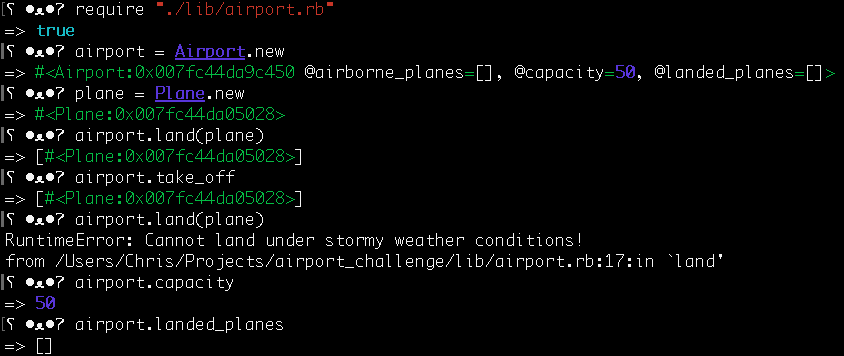 [ʕ •ᴥ•ʔ require "./lib/airport.rb"
=> true
[ʕ •ᴥ•ʔ airport = Airport.new
=> #<Airport:0x007fc44da9c450 @airborne_planes=[], @capacity=50, @landed_planes=[]>
[ʕ •ᴥ•ʔ plane = Plane.new
=> #<Plane:0x007fc44da05028>
[ʕ •ᴥ•ʔ airport.land(plane)
=> [#<Plane:0x007fc44da05028>]
[ʕ •ᴥ•ʔ airport.take_off
=> [#<Plane:0x007fc44da05028>]
[ʕ •ᴥ•ʔ airport.land(plane)
RuntimeError: Cannot land under stormy weather conditions!
from /Users/Chris/Projects/airport_challenge/lib/airport.rb:17:in `land'
[ʕ •ᴥ•ʔ airport.capacity
=> 50
[ʕ •ᴥ•ʔ airport.landed_planes
=> []